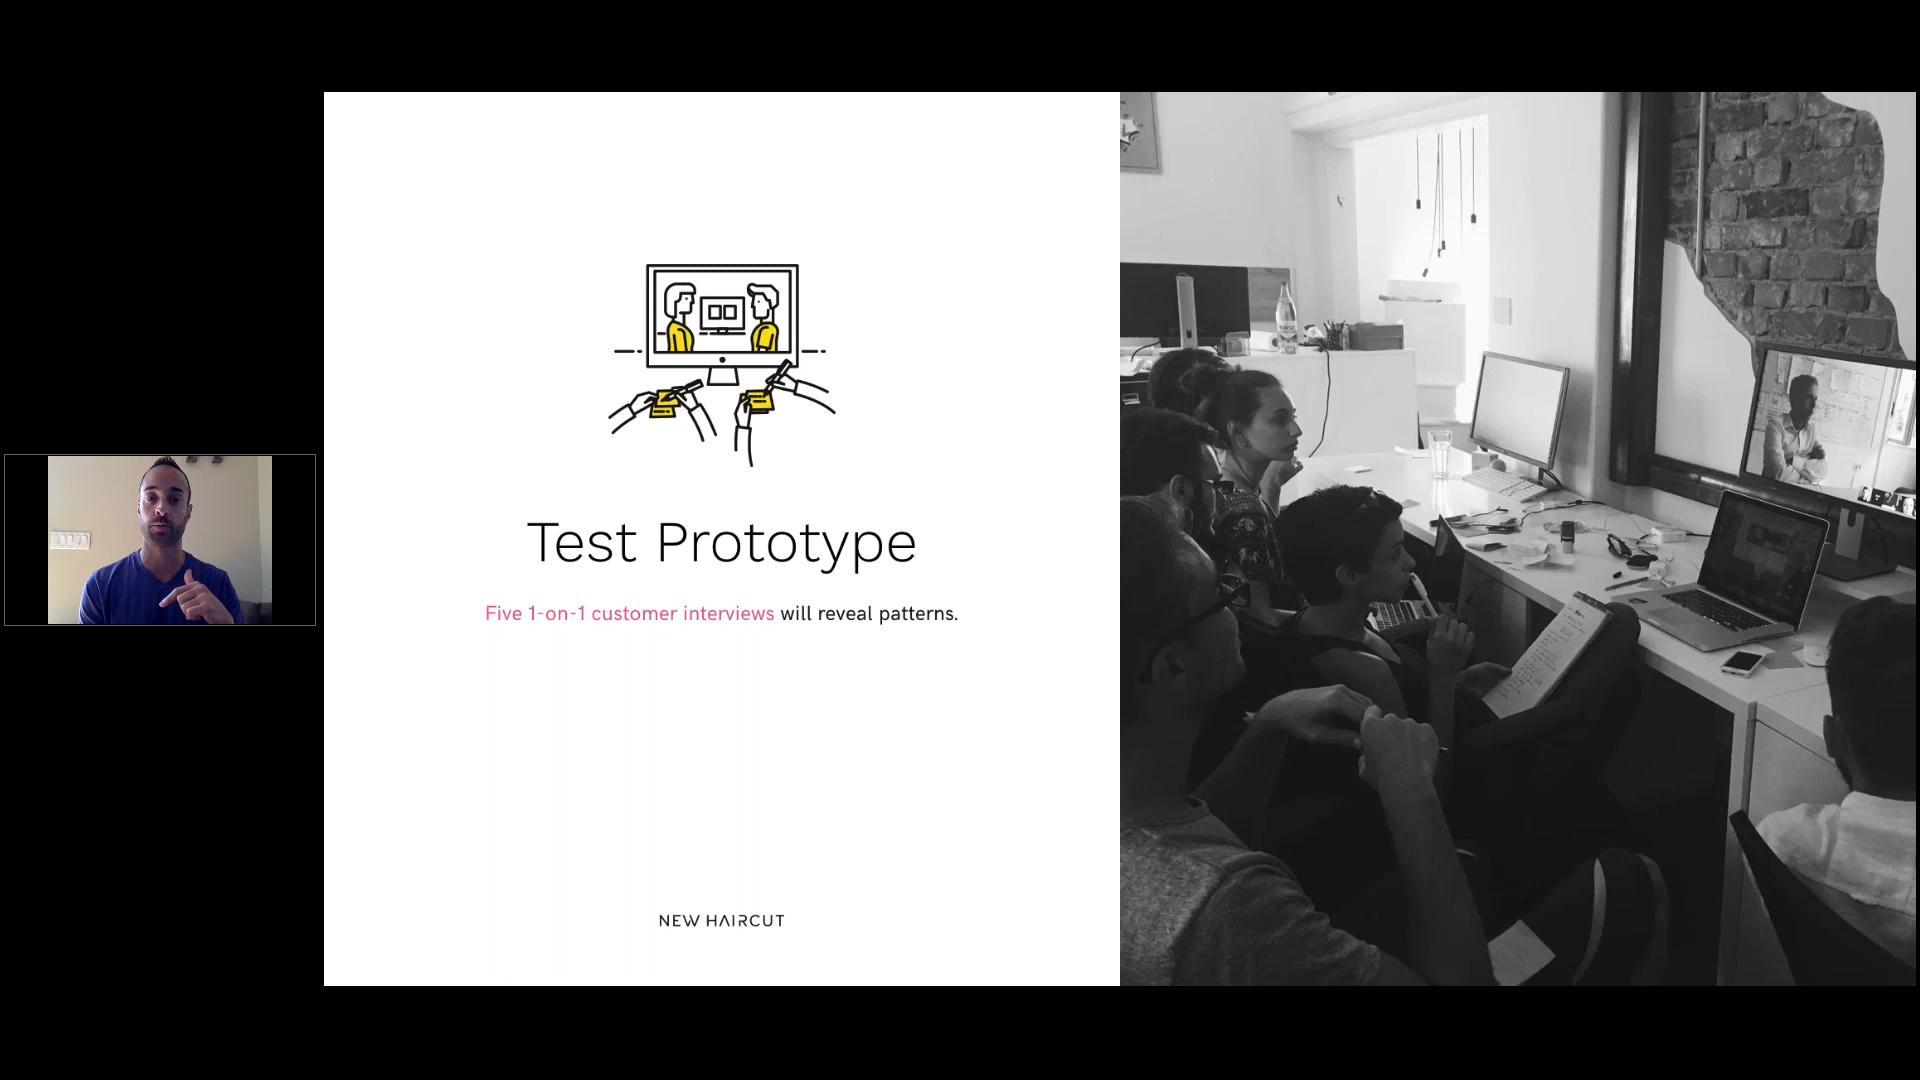 Test Prototype
Five 1-on-1 customer interviews will reveal patterns.
NEW HAIRCUT